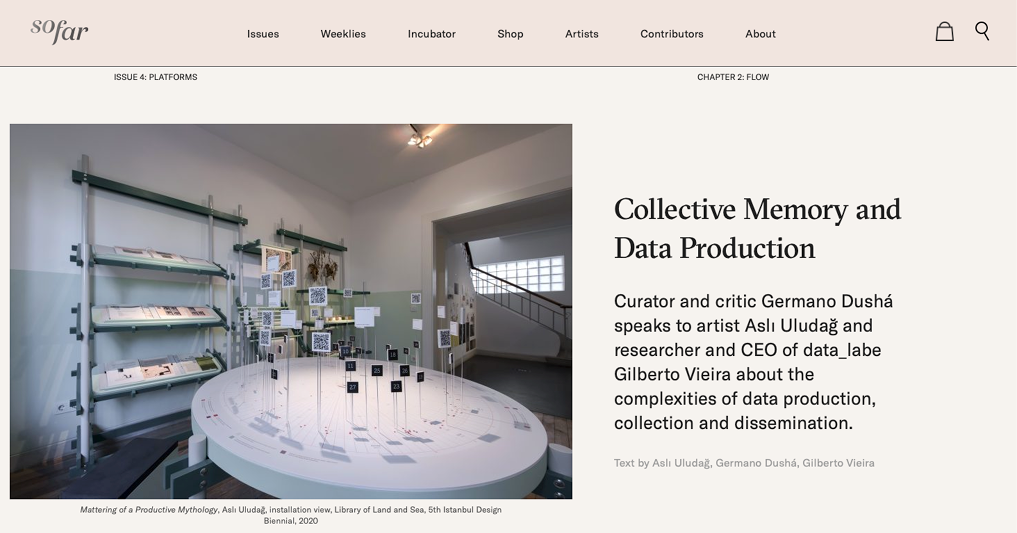 sofar
Issues
Weeklies
Incubator
Shop
Artists
Contributors
About
ISSUE 4: PLATFORMS
CHAPTER 2: FLOW
Collective Memory and
Data Production
Curator and critic Germano Dushá
speaks to artist Aslı Uludağ and
researcher and CEO of data_labe
Gilberto Vieira about the
complexities of data production,
collection and dissemination.
Text by Aslı Uludağ, Germano Dushá, Gilberto Vieira
Mattering of a Productive Mythology, Aslı Uludağ, installation view, Library of Land and Sea, 5th Istanbul Design
Biennial, 2020